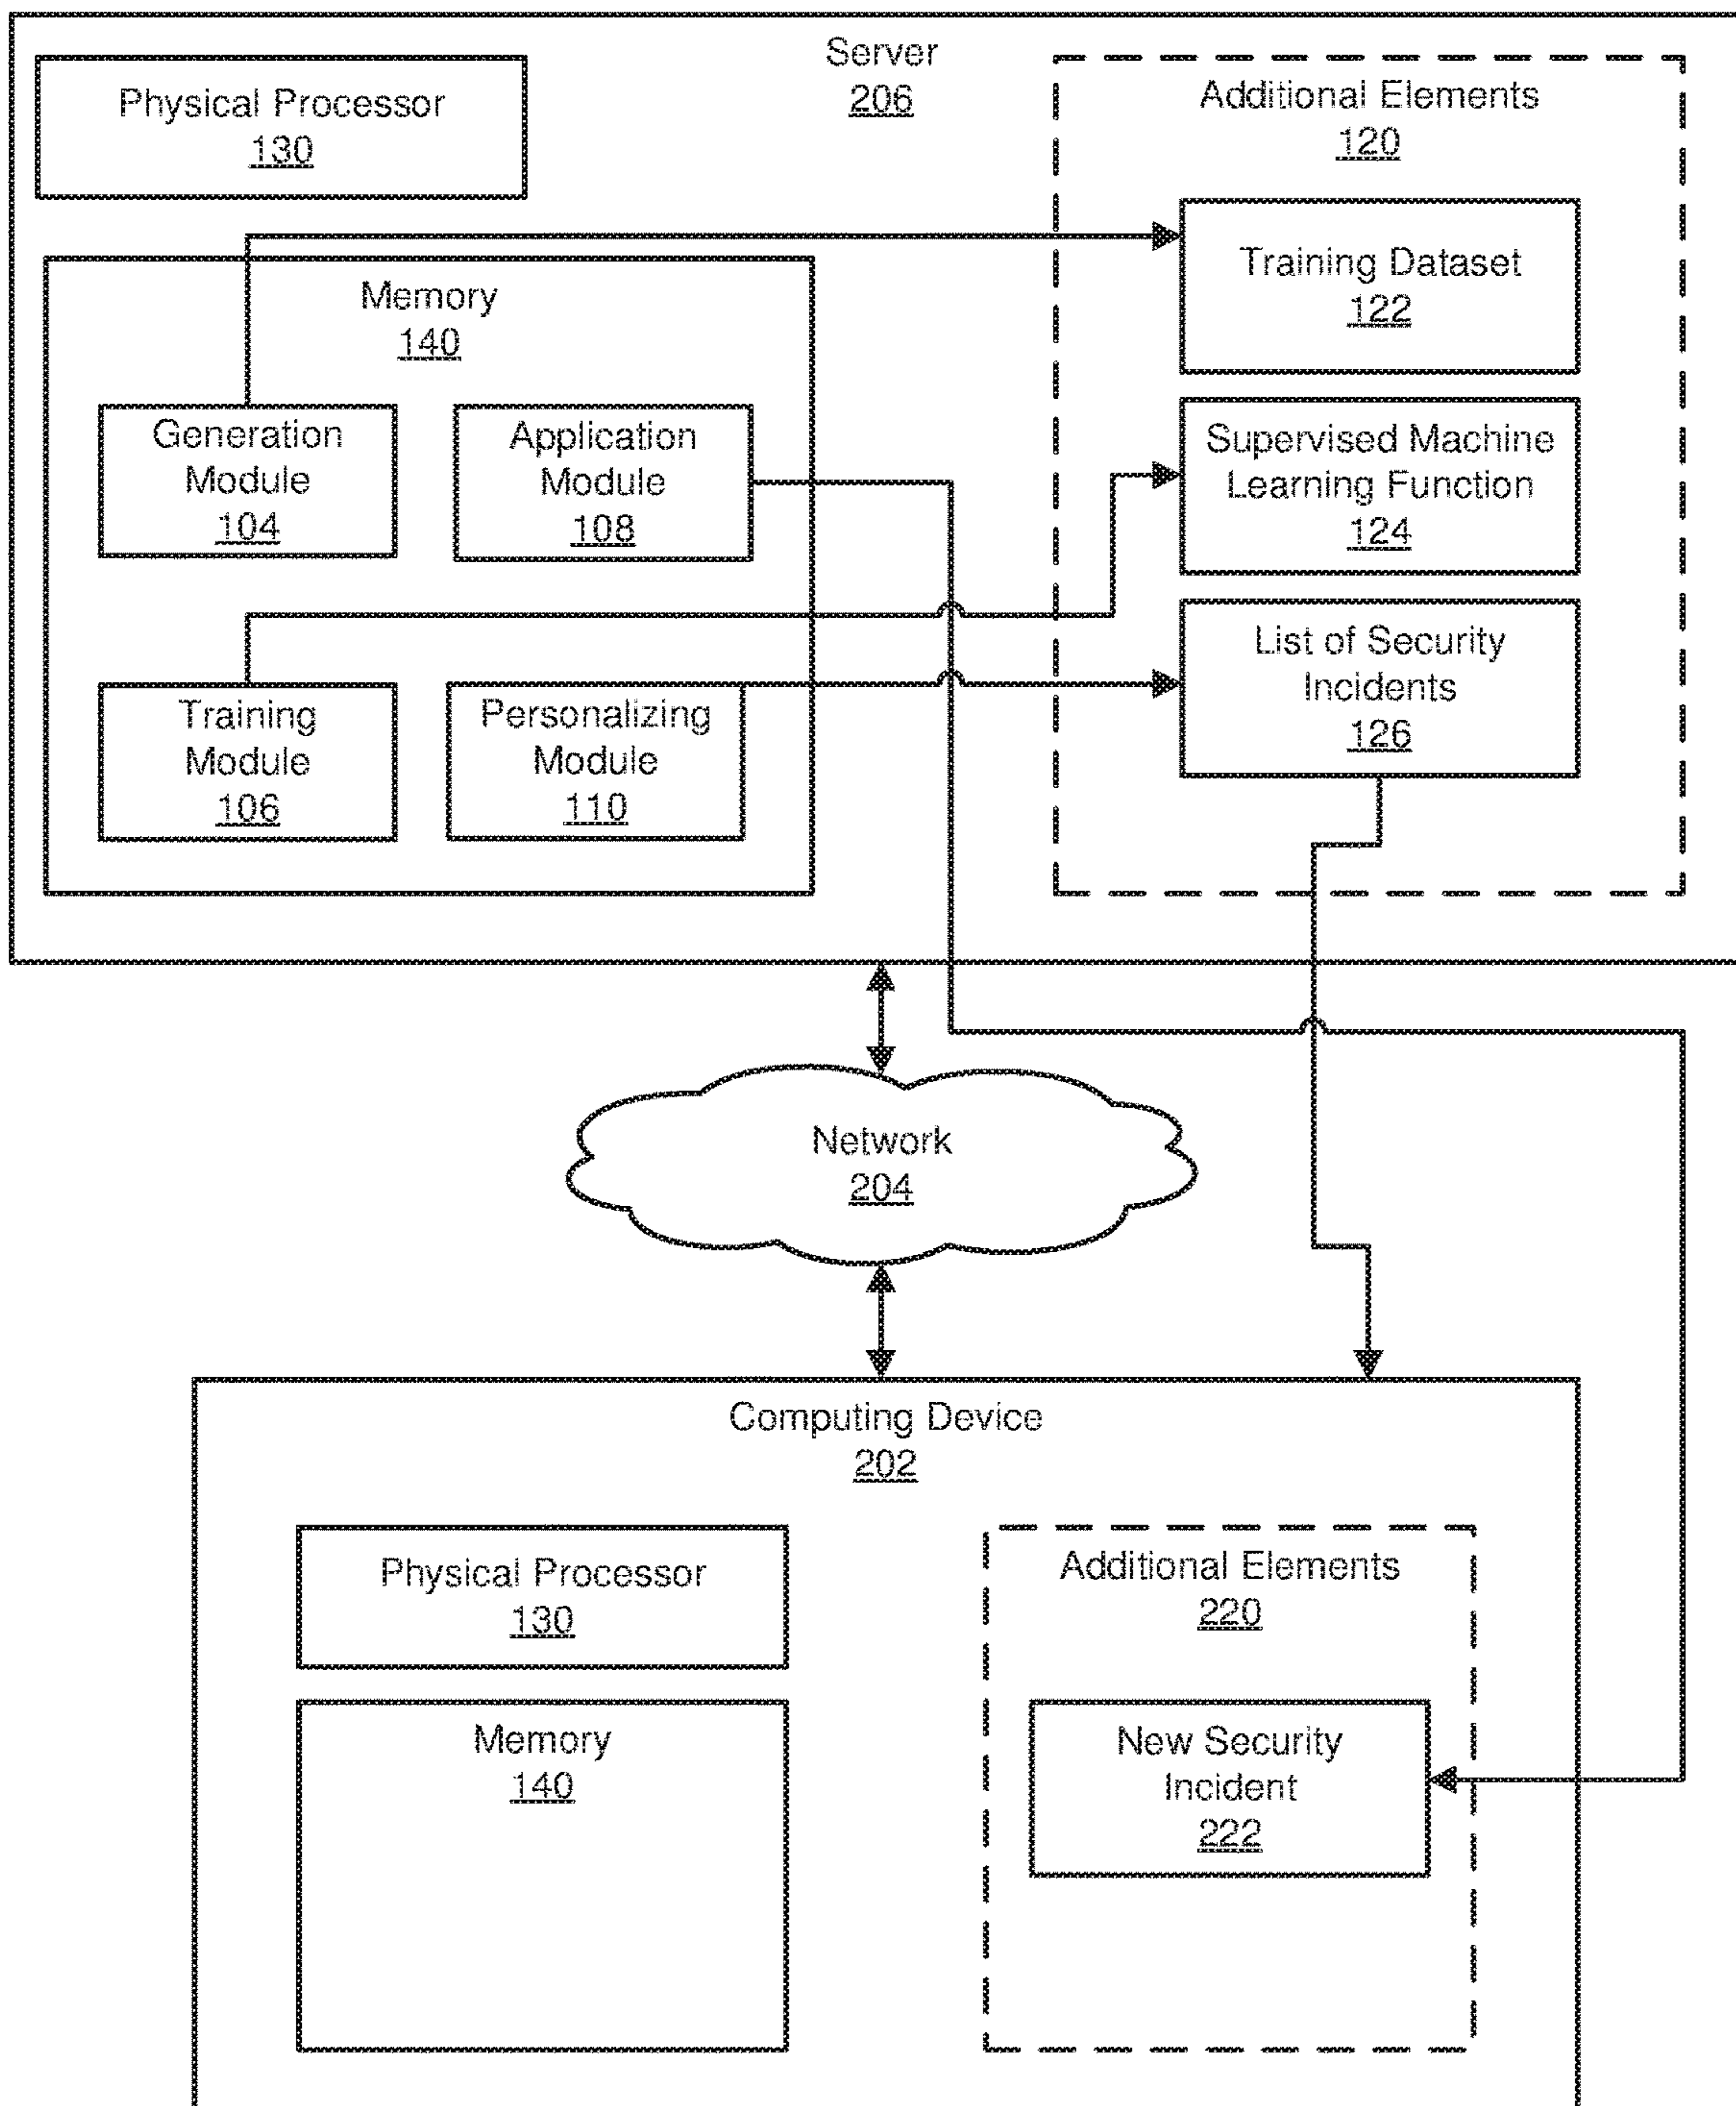 Server
206
Physical Processor
130
Additional Elements
120
Training Dataset
122
Memory
140
Generation
Module
104
Application
Module
108
Supervised Machine
Learning Function
124
List of Security
Incidents
126
Training
Module
106
Personalizing
Module
110
Network
204
Computing Device
202
Physical Processor
130
Additional Elements
220
Memory
140
New Security
Incident
222